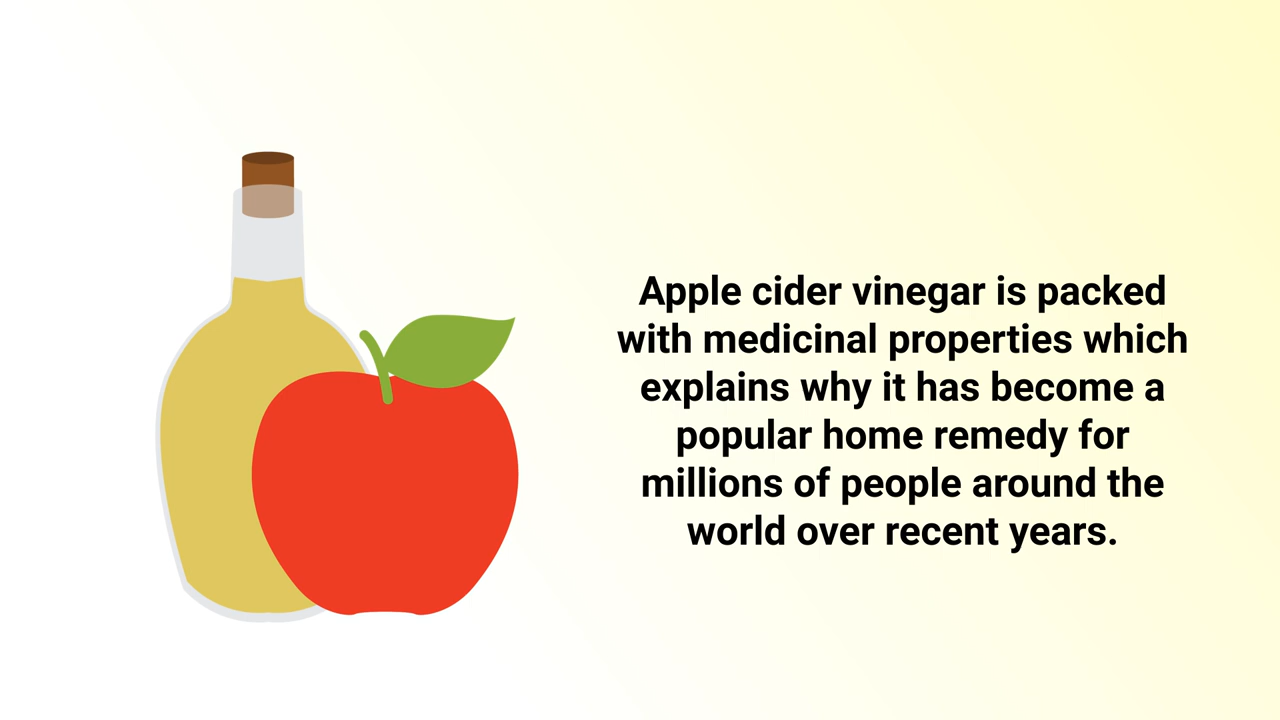 Apple cider vinegar is packed
with medicinal properties which
explains why it has become a
popular home remedy for
millions of people around the
world over recent years.